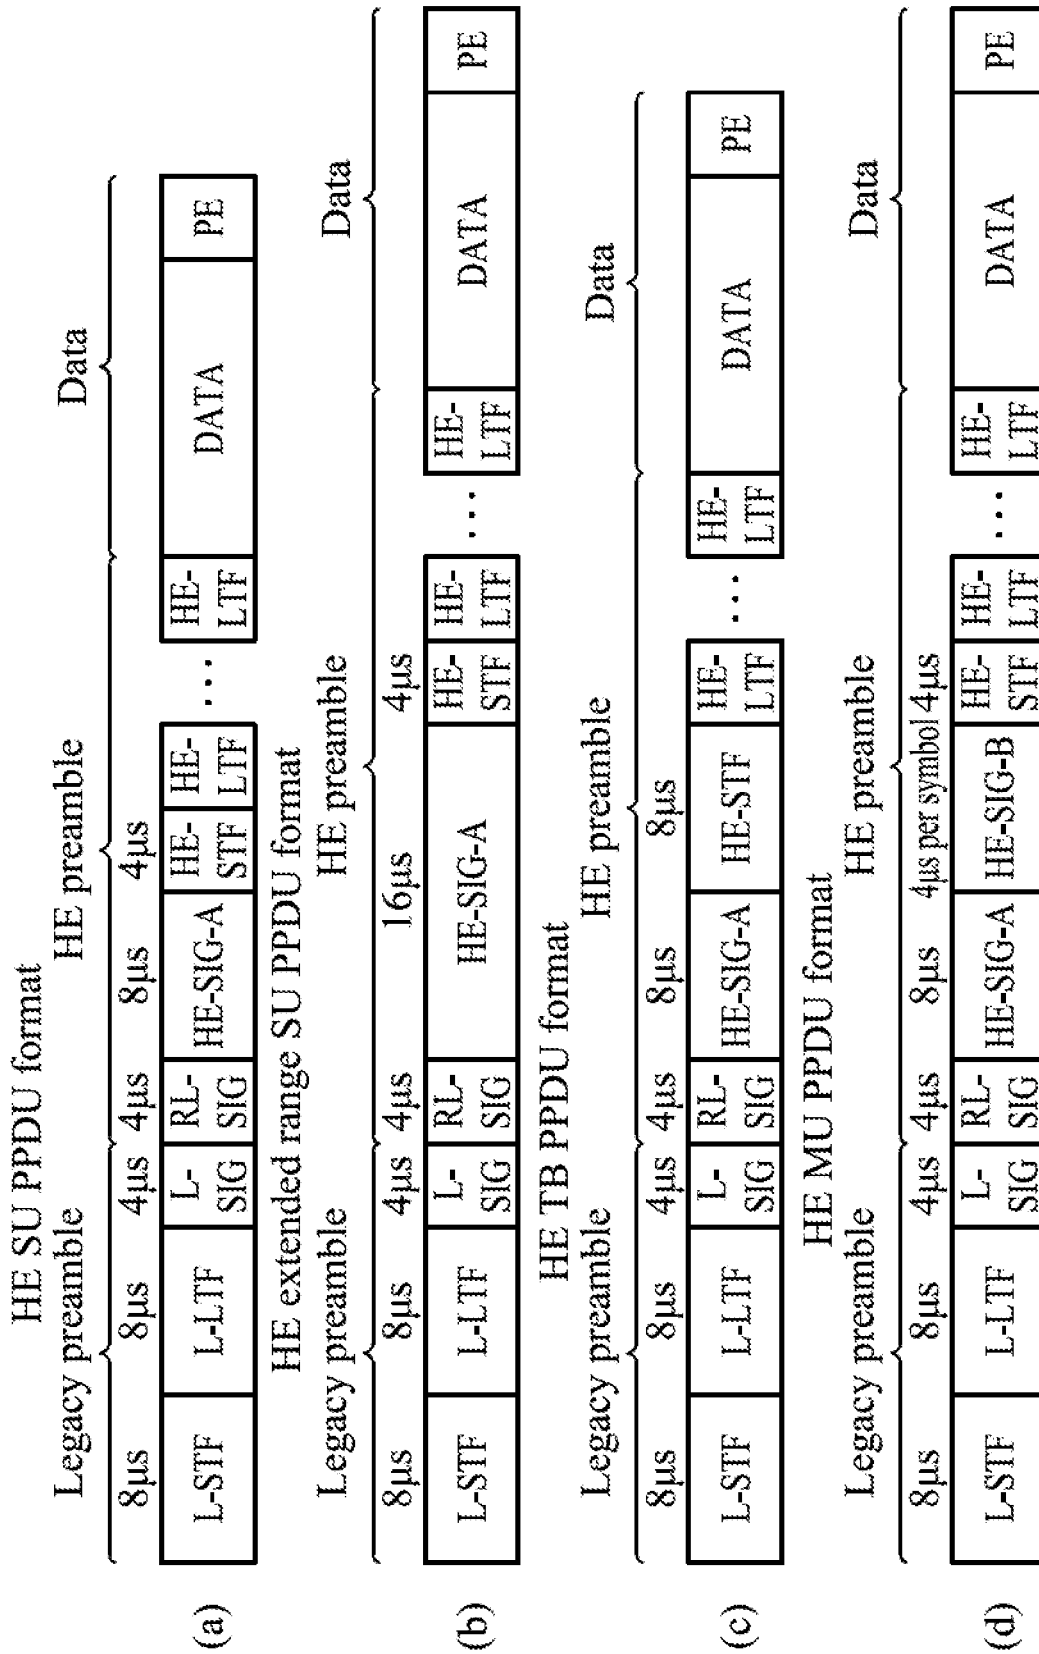 HE SU PPDU format
Legacy preamble HE preamble Data
8μs 8μs 4μs 4μs 8μs 4μs
(a) L-STF L-LTF L-SIG RL-SIG HE-SIG-A HE-STF HE-LTF ... HE-LTF DATA PE
HE extended range SU PPDU format
Legacy preamble HE preamble Data
8μs 8μs 4μs 4μs 16μs 4μs
(b) L-STF L-LTF L-SIG RL-SIG HE-SIG-A HE-STF HE-LTF ... HE-LTF DATA PE
HE TB PPDU format
Legacy preamble HE preamble Data
8μs 8μs 4μs 4μs 8μs 8μs
(c) L-STF L-LTF L-SIG RL-SIG HE-SIG-A HE-STF HE-LTF ... HE-LTF DATA PE
HE MU PPDU format
Legacy preamble HE preamble Data
8μs 8μs 4μs 4μs 8μs 4μs per symbol 4μs
(d) L-STF L-LTF L-SIG RL-SIG HE-SIG-A HE-SIG-B HE-STF HE-LTF ... HE-LTF DATA PE